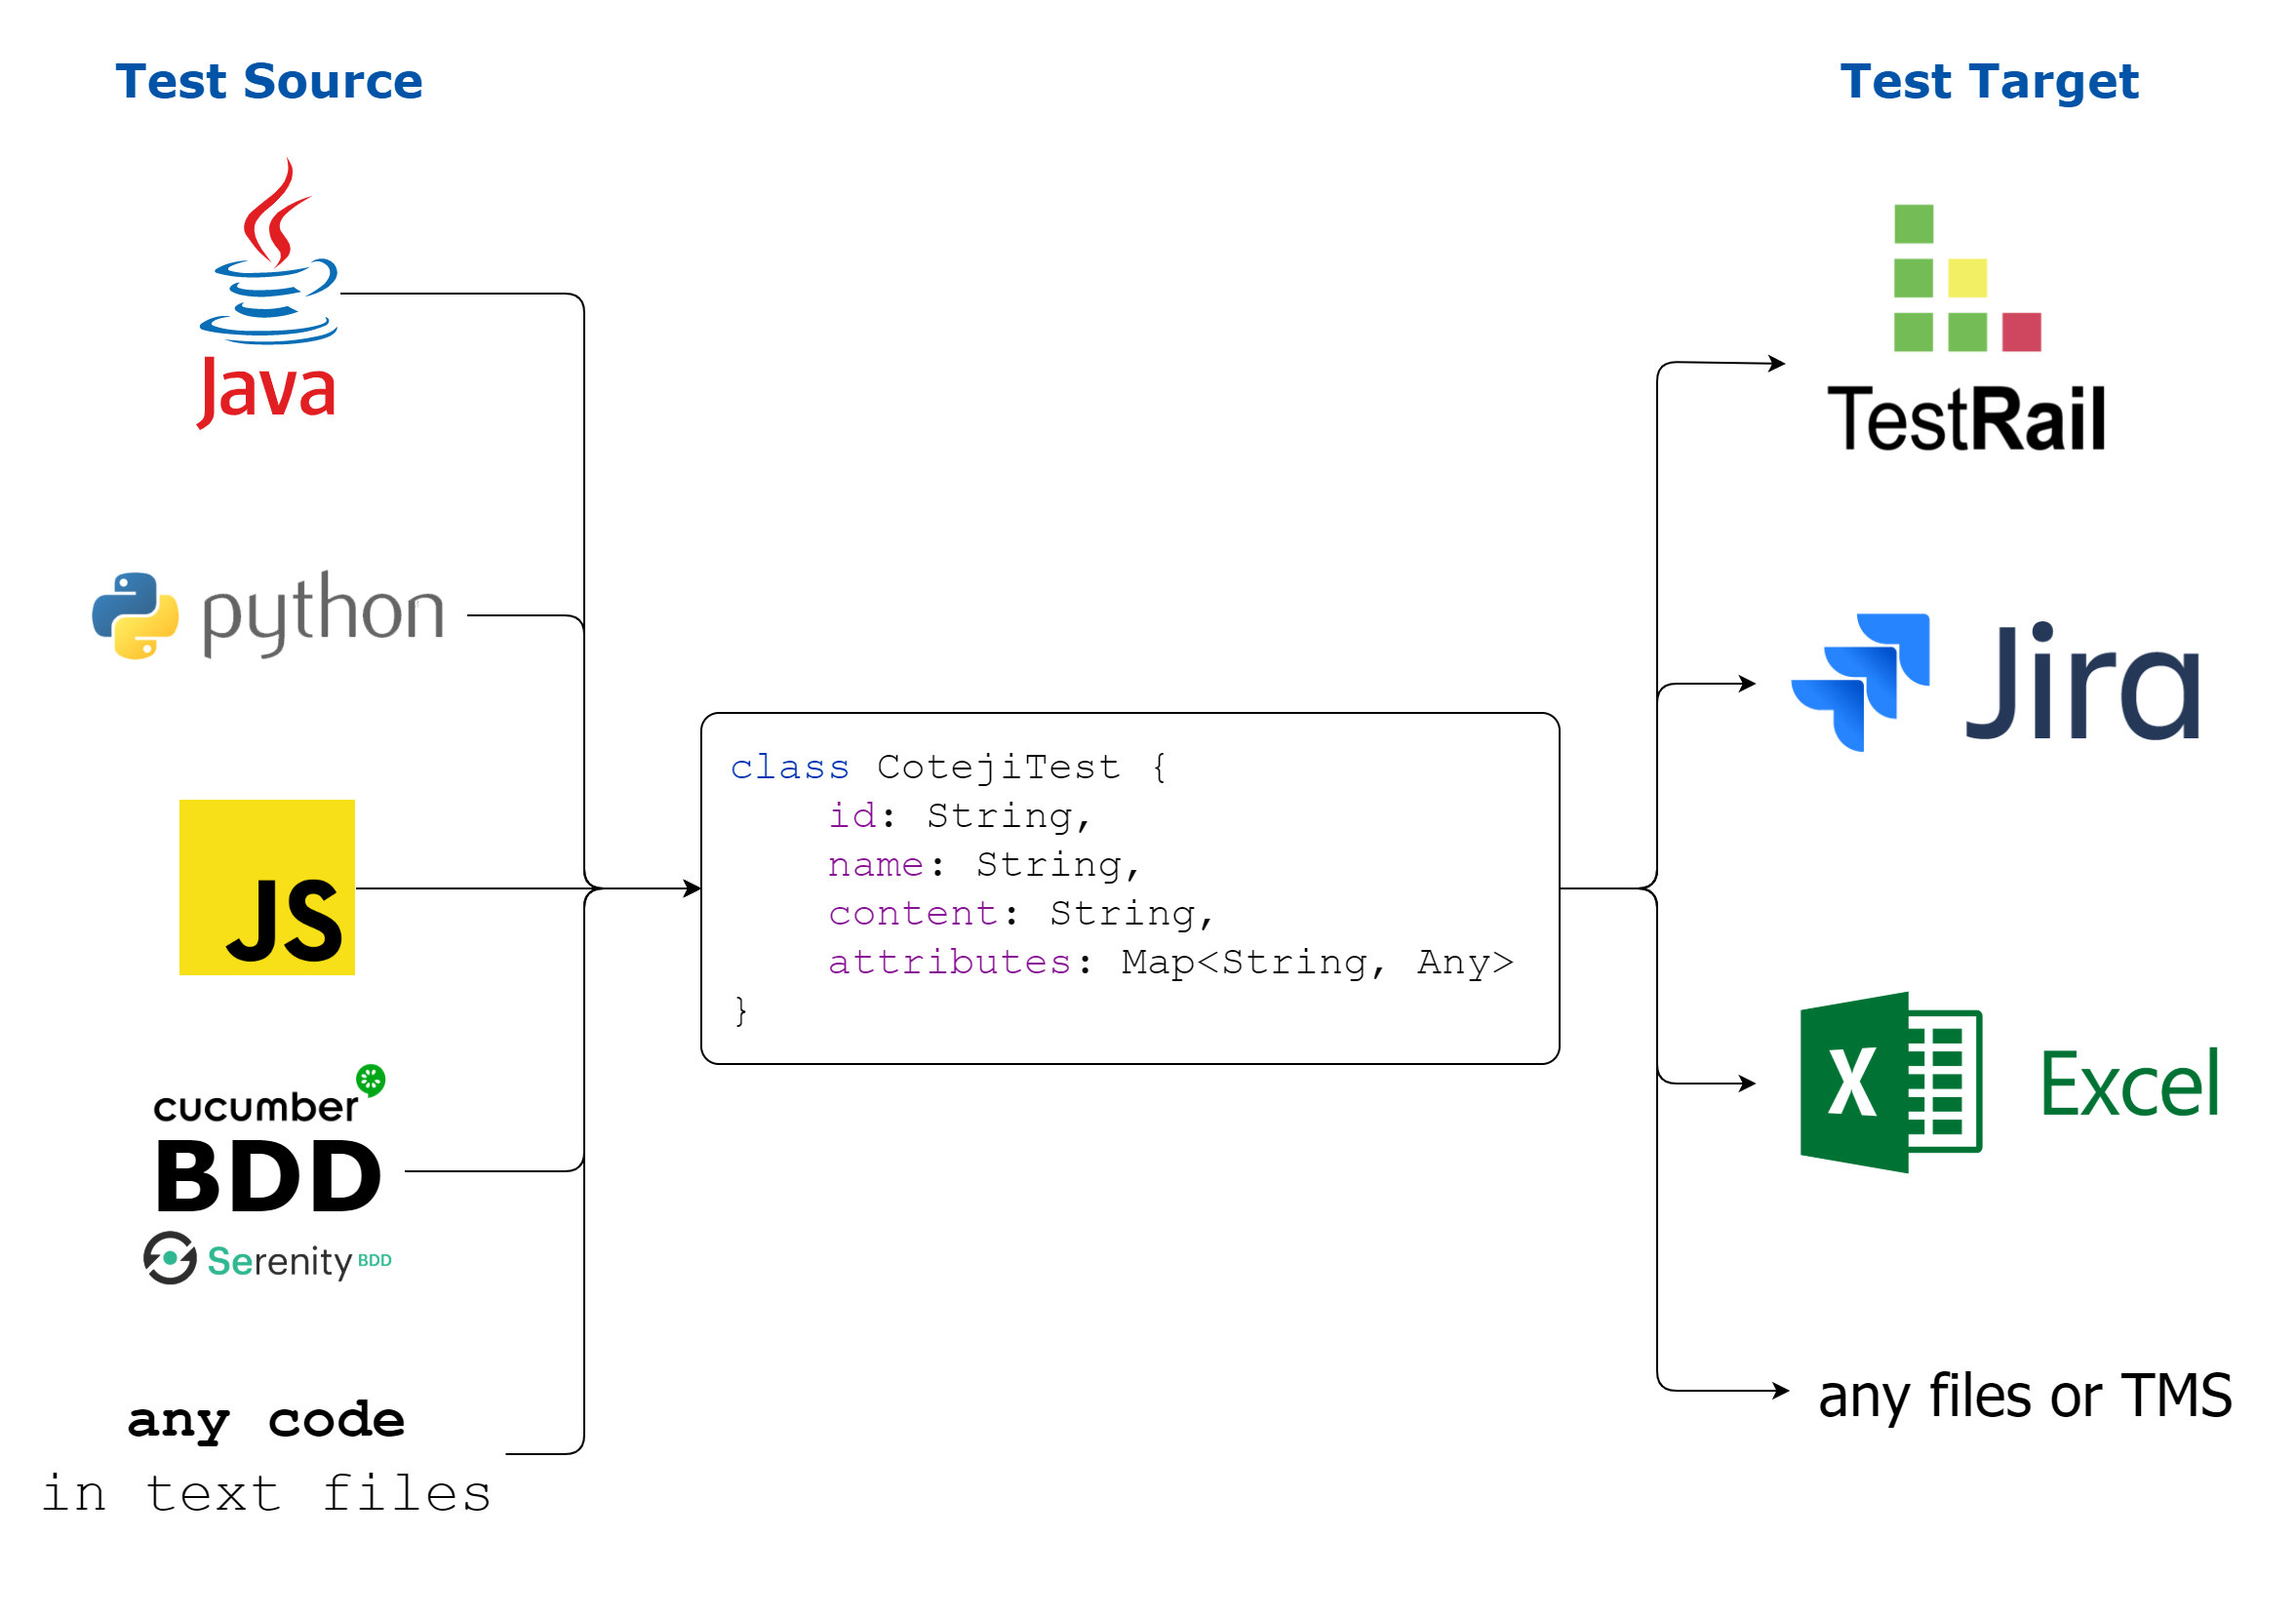 Test Source
Java
python
JS
cucumber
BDD
Serenity BDD
any code
in text files
class CotejiTest {
    id: String,
    name: String,
    content: String,
    attributes: Map<String, Any>
}
Test Target
TestRail
Jira
X Excel
any files or TMS